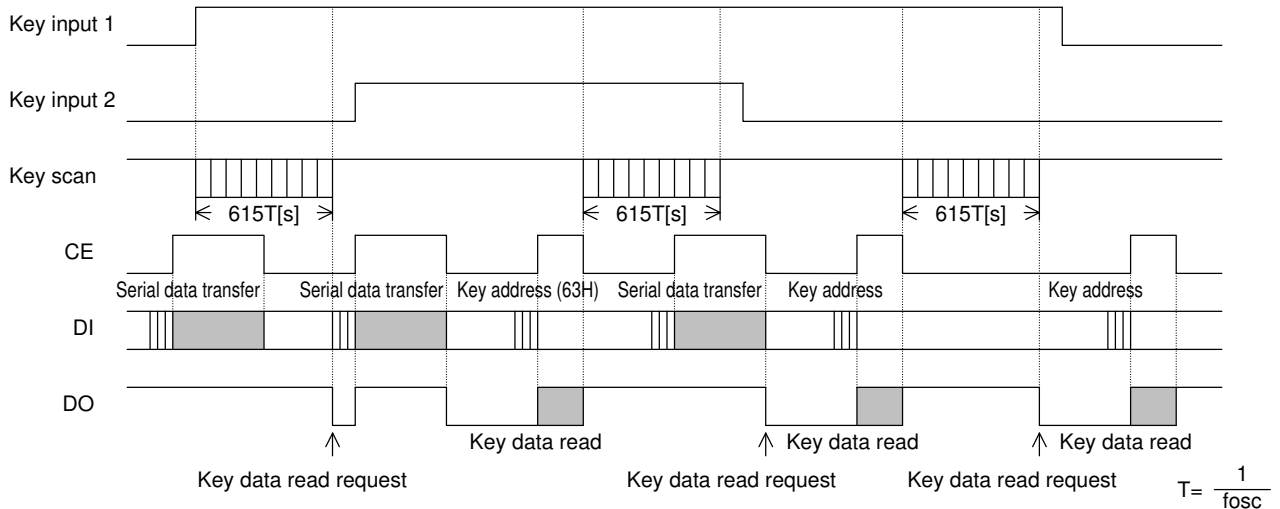 Key input 1
Key input 2
Key scan
615T[s] 615T[s] 615T[s]
CE
Serial data transfer Serial data transfer Key address (63H) Serial data transfer Key address Key address
DI
DO
Key data read Key data read Key data read
Key data read request Key data read request Key data read request
T= 1
fosc